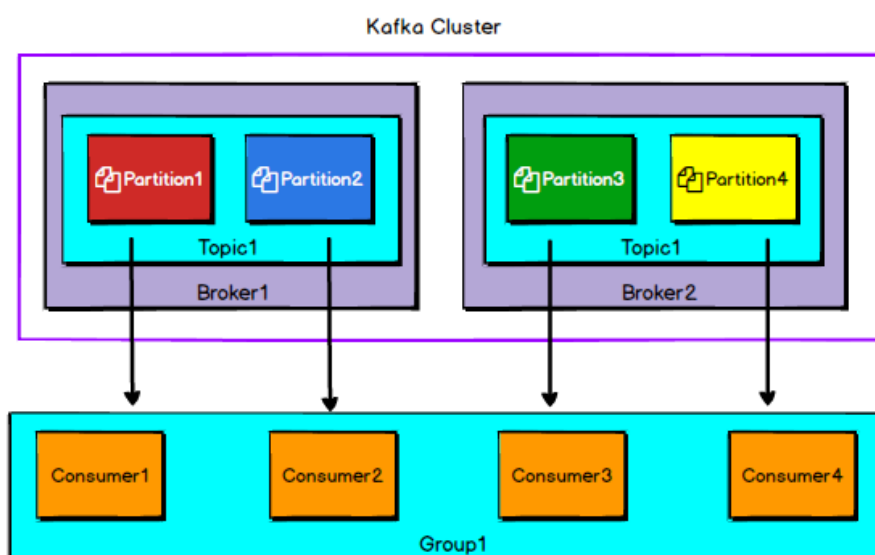 Kafka Cluster
Partition1
Partition2
Topic1
Broker1
Partition3
Partition4
Topic1
Broker2
Consumer1
Consumer2
Consumer3
Consumer4
Group1